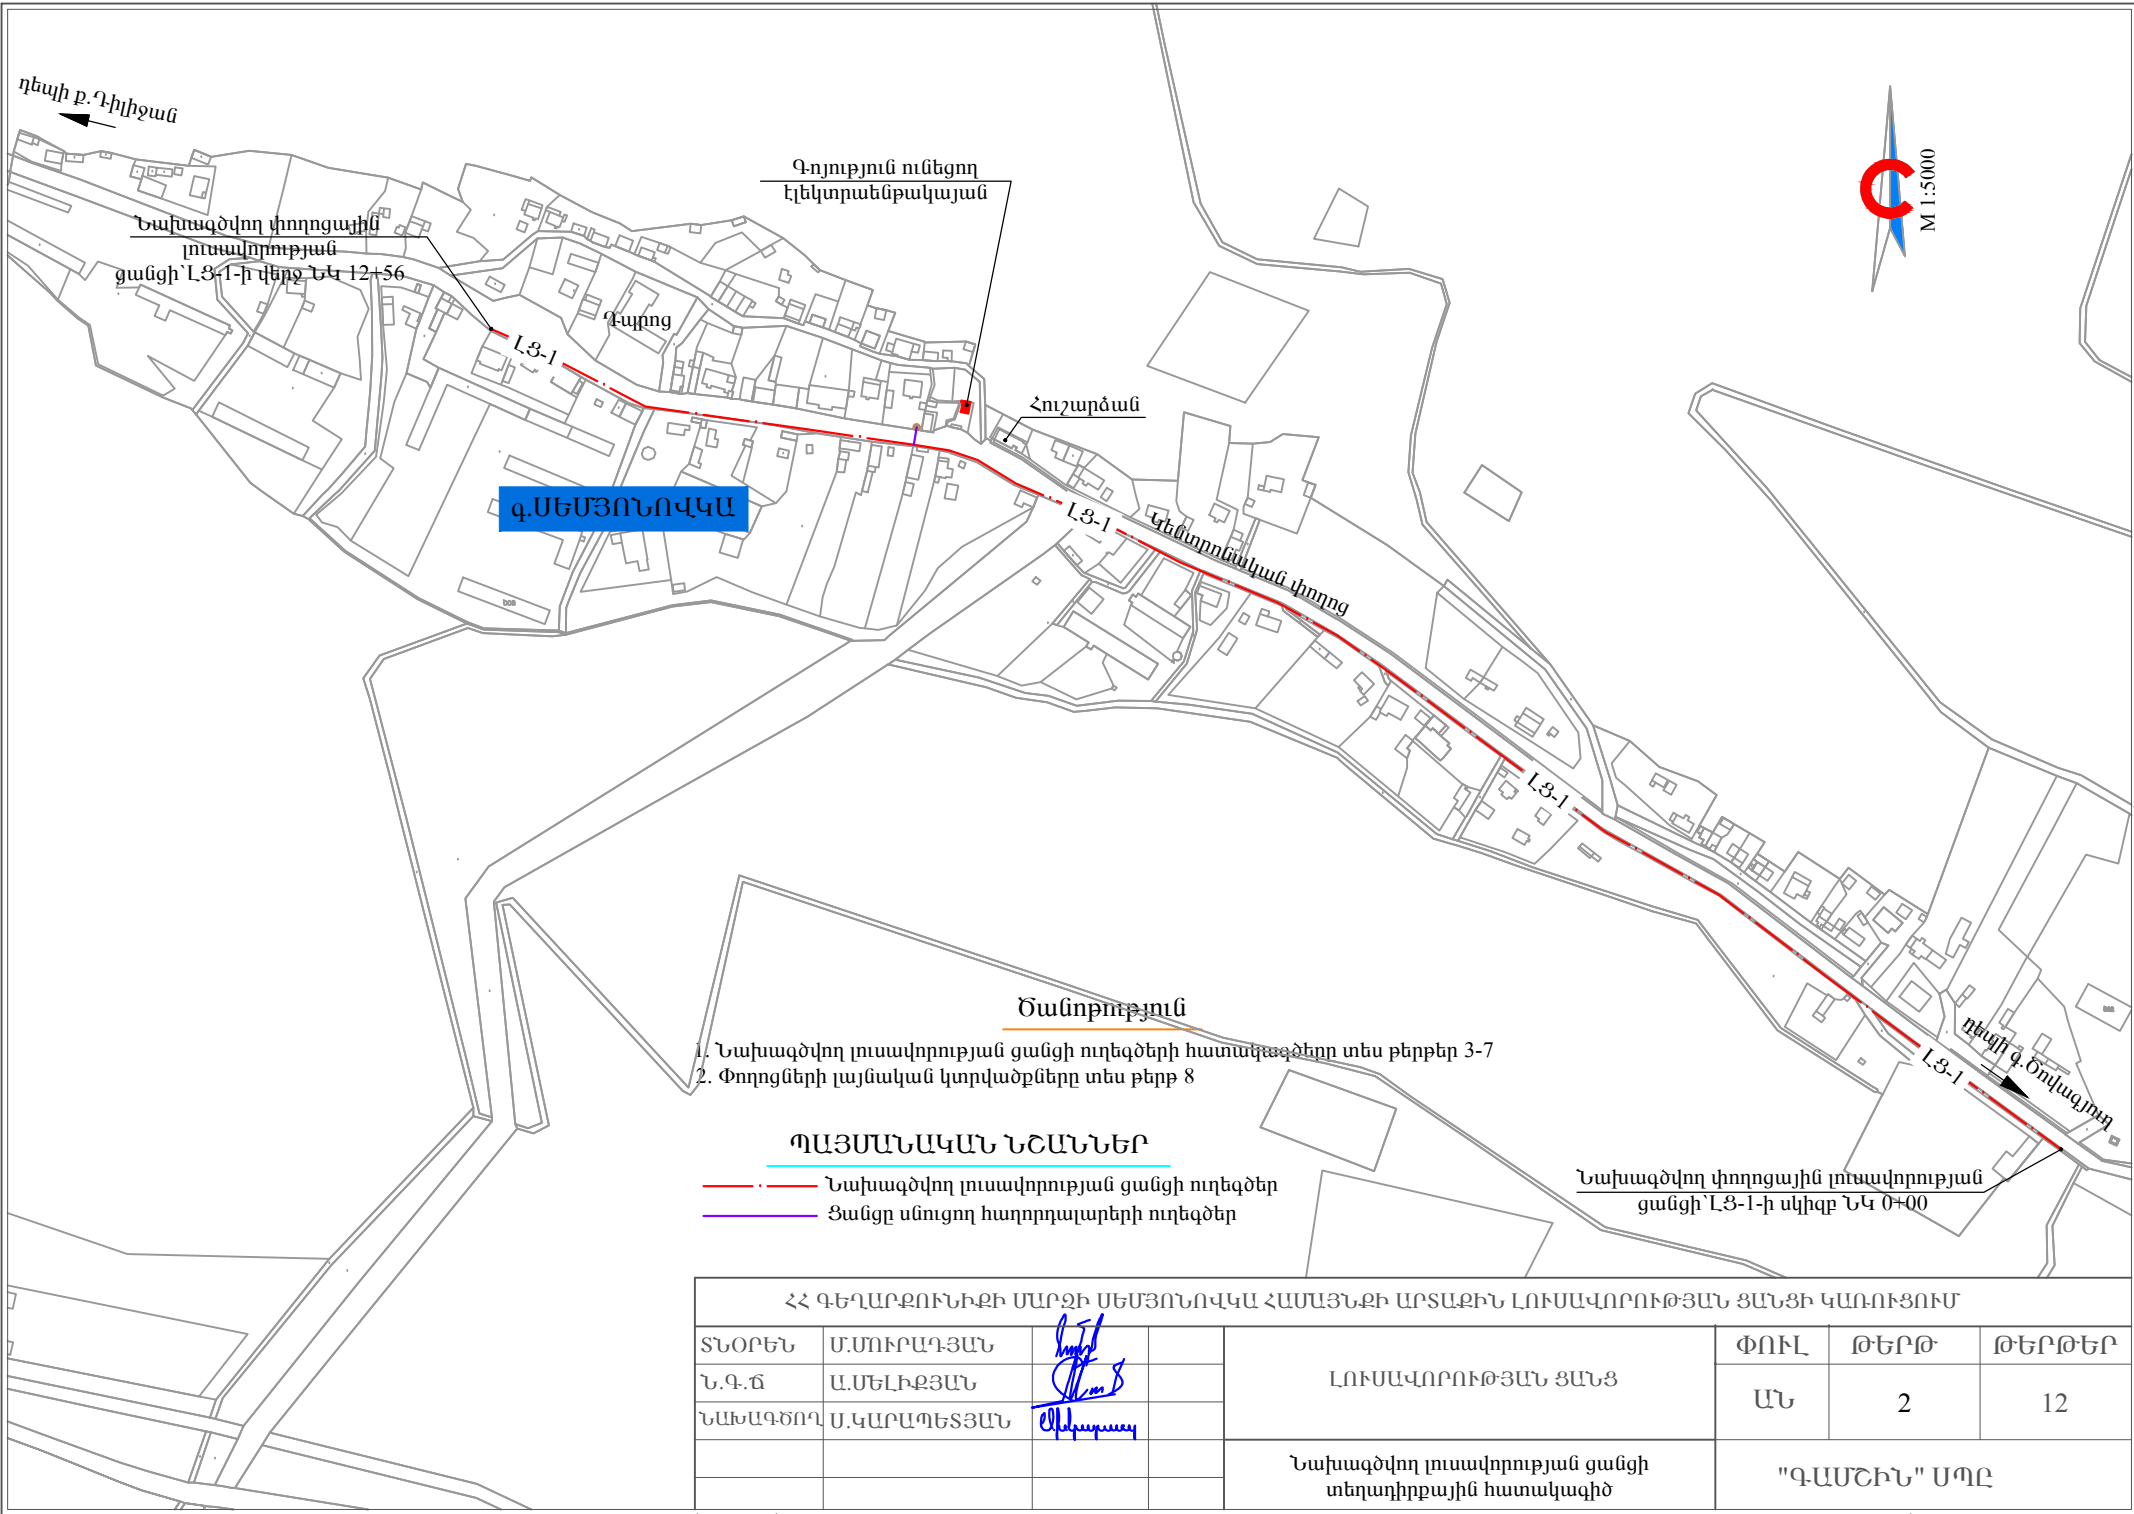 դեպի ք.Դիլիջան
Գոյություն ունեցող
էլեկտրաենթակայան
M 1:5000
Նախագծվող փողոցային
լուսավորության
ցանցի՝ԼՑ-1-ի վերջ ՆԿ 12+56
Դպրոց
ԼՑ-1
Հուշարձան
գ.ՍԵՄՅՈՆՈՎԿԱ
ԼՑ-1
Կենտրոնական փողոց
ԼՑ-1
Ծանոթություն
1. Նախագծվող լուսավորության ցանցի ուղեգծերի հատակագծերը տես թերթեր 3-7
2. Փողոցների լայնական կտրվածքները տես թերթ 8
դեպի գ.Ծովագյուղ
ԼՑ-1
ՊԱՅՄԱՆԱԿԱՆ ՆՇԱՆՆԵՐ
Նախագծվող լուսավորության ցանցի ուղեգծեր
Ցանցը սնուցող հաղորդալարերի ուղեգծեր
Նախագծվող փողոցային լուսավորության
ցանցի՝ԼՑ-1-ի սկիզբ ՆԿ 0+00
ՀՀ ԳԵՂԱՐՔՈՒՆԻՔԻ ՄԱՐԶԻ ՍԵՄՅՈՆՈՎԿԱ ՀԱՄԱՅՆՔԻ ԱՐՏԱՔԻՆ ԼՈՒՍԱՎՈՐՈՒԹՅԱՆ ՑԱՆՑԻ ԿԱՌՈՒՑՈՒՄ
ՏՆՕՐԵՆ Մ.ՄՈՒՐԱԴՅԱՆ
Ն.Գ.Ճ Ա.ՄԵԼԻՔՅԱՆ
ՆԱԽԱԳԾՈՂ Ս.ԿԱՐԱՊԵՏՅԱՆ
ԼՈՒՍԱՎՈՐՈՒԹՅԱՆ ՑԱՆՑ
ՓՈՒԼ ԹԵՐԹ ԹԵՐԹԵՐ
ԱՆ 2 12
Նախագծվող լուսավորության ցանցի
տեղադիրքային հատակագիծ
"ԳԱՄՇԻՆ" ՍՊԸ